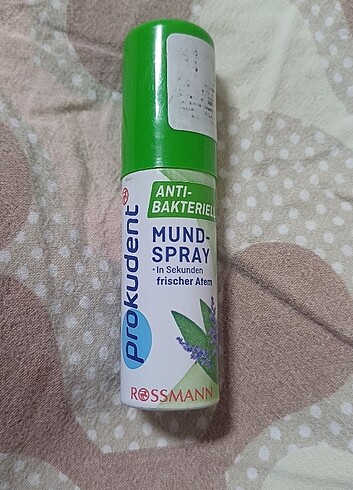 prokudent
ANTI-
BAKTERIELL
MUND-
SPRAY
• In Sekunden
frischer Atem
ROSSMANN